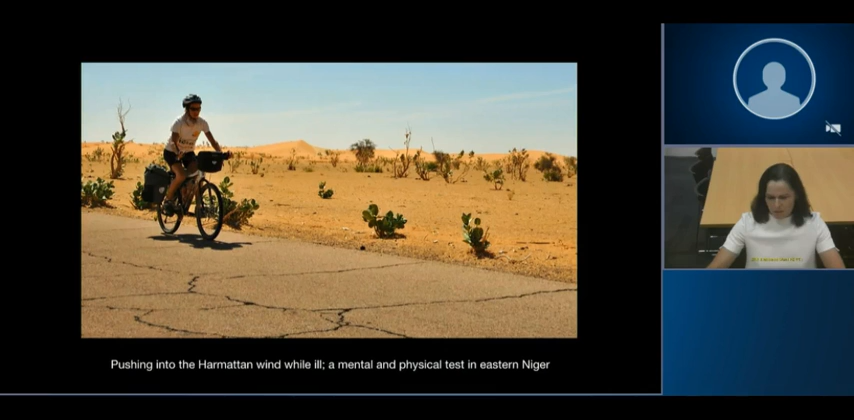 Pushing into the Harmattan wind while ill; a mental and physical test in eastern Niger